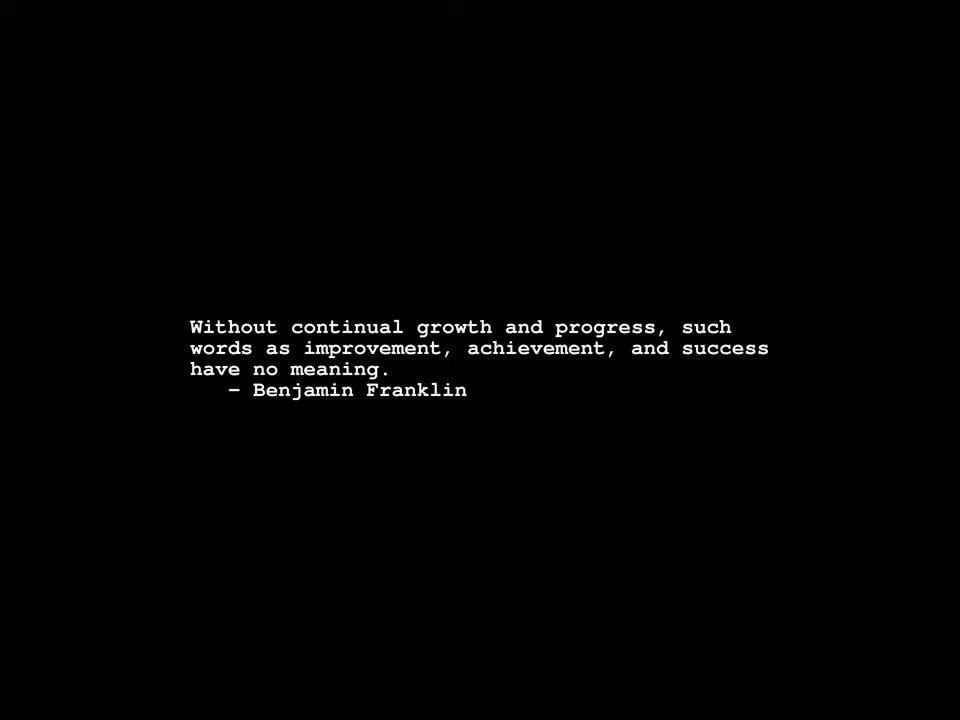 Without continual growth and progress, such
words as improvement, achievement, and success
have no meaning.
– Benjamin Franklin